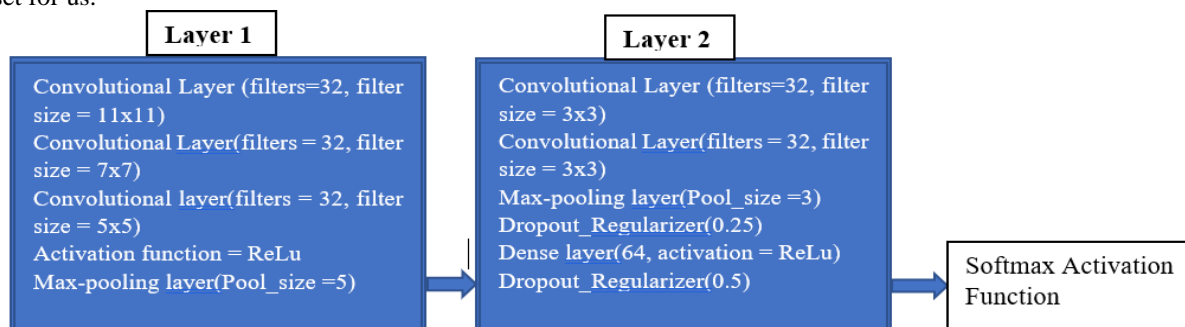 set for us.
Layer 1
Convolutional Layer (filters=32, filter
size = 11x11)
Convolutional Layer(filters = 32, filter
size = 7x7)
Convolutional layer(filters = 32, filter
size = 5x5)
Activation function = ReLu
Max-pooling layer(Pool_size =5)
Layer 2
Convolutional Layer (filters=32, filter
size = 3x3)
Convolutional Layer(filters = 32, filter
size = 3x3)
Max-pooling layer(Pool_size =3)
Dropout_Regularizer(0.25)
Dense layer(64, activation = ReLu)
Dropout_Regularizer(0.5)
Softmax Activation
Function